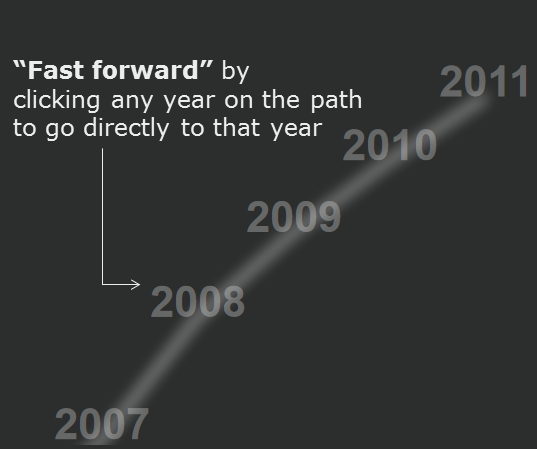 “Fast forward” by
clicking any year on the path
to go directly to that year
2011
2010
2009
2008
2007